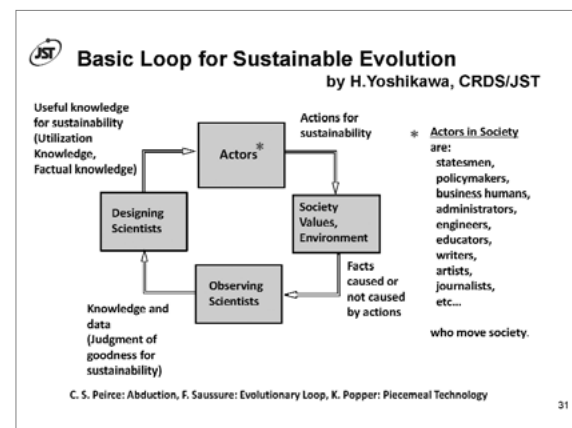 JST
Basic Loop for Sustainable Evolution
by H.Yoshikawa, CRDS/JST
Useful knowledge
for sustainability
(Utilization
Knowledge,
Factual knowledge)
Actors*
Actions for
sustainability
Designing
Scientists
Society
Values,
Environment
Observing
Scientists
Facts
caused or
not caused
by actions
Knowledge and
data
(Judgment of
goodness for
sustainability)
* Actors in Society
are:
statesmen,
policymakers,
business humans,
administrators,
engineers,
educators,
writers,
artists,
journalists,
etc...
who move society.
C. S. Peirce: Abduction, F. Saussure: Evolutionary Loop, K. Popper: Piecemeal Technology
31